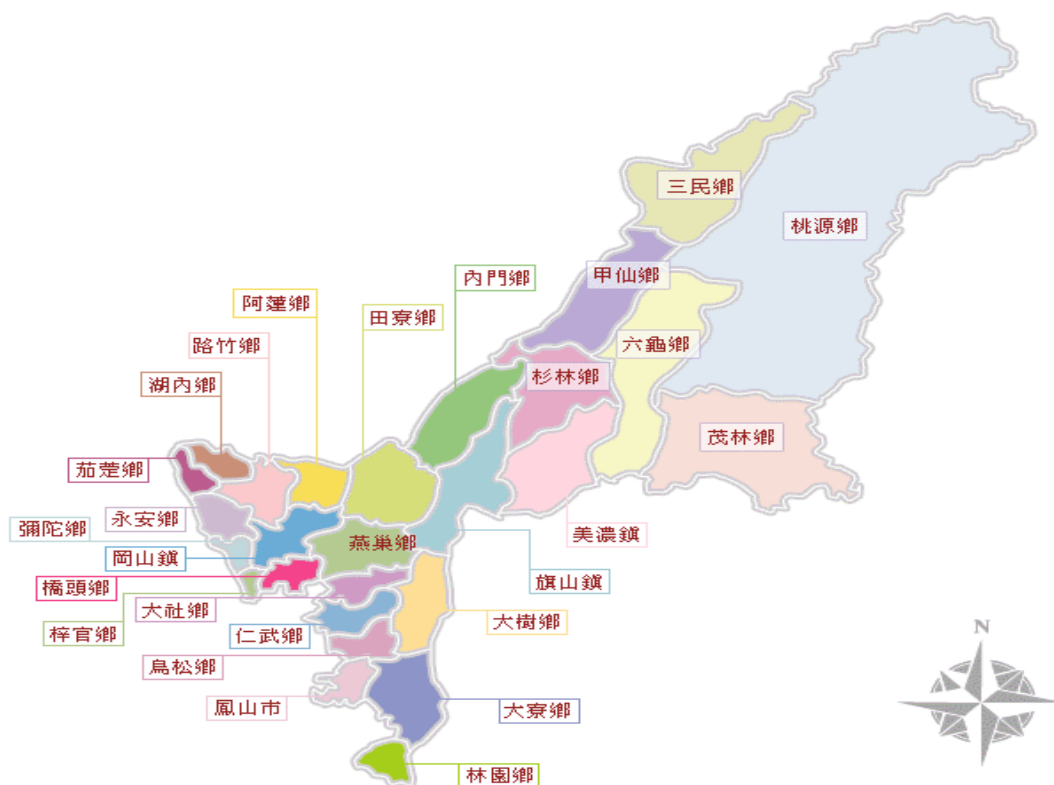 三民鄉
桃源鄉
內門鄉
甲仙鄉
阿蓮鄉
田寮鄉
路竹鄉
六龜鄉
湖內鄉
杉林鄉
茂林鄉
茄萣鄉
永安鄉
彌陀鄉
美濃鎮
燕巢鄉
岡山鎮
旗山鎮
橋頭鄉
大社鄉
梓官鄉
仁武鄉
大樹鄉
鳥松鄉
鳳山市
大寮鄉
林園鄉
N